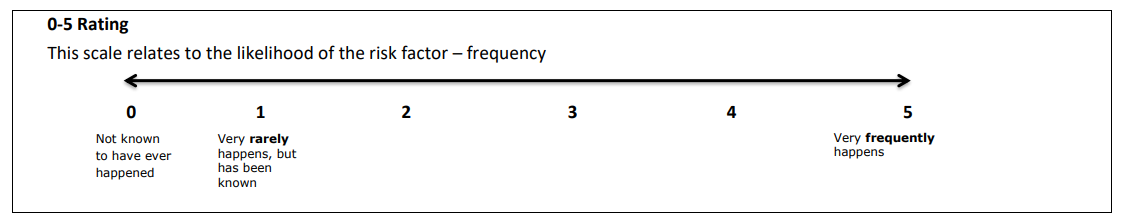 0-5 Rating
This scale relates to the likelihood of the risk factor – frequency
0 1 2 3 4 5
Not known
to have ever
happened
Very rarely
happens, but
has been
known
Very frequently
happens